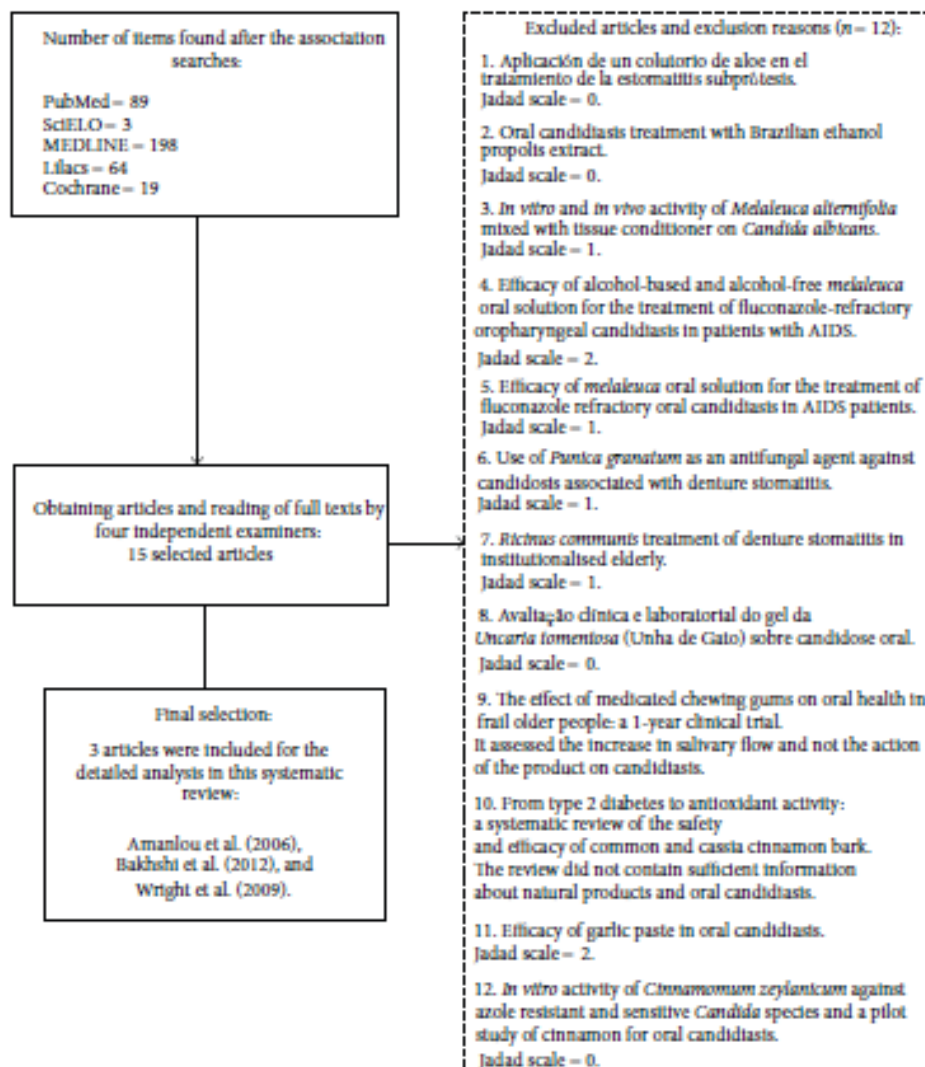 Number of items found after the association
searches:
PubMed = 89
SciELO = 3
MEDLINE = 198
Lilacs = 64
Cochrane = 19
Obtaining articles and reading of full texts by
four independent examiners:
15 selected articles
Final selection:
3 articles were included for the
detailed analysis in this systematic
review:
Amanlou et al. (2006),
Bakhshi et al. (2012), and
Wright et al. (2009).
Excluded articles and exclusion reasons (n = 12):
1. Aplicación de un colutorio de aloe en el
tratamiento de la estomatitis subprótesis.
Jadad scale = 0.
2. Oral candidiasis treatment with Brazilian ethanol
propolis extract.
Jadad scale = 0.
3. In vitro and in vivo activity of Melaleuca alternifolia
mixed with tissue conditioner on Candida albicans.
Jadad scale = 1.
4. Efficacy of alcohol-based and alcohol-free melaleuca
oral solution for the treatment of fluconazole-refractory
oropharyngeal candidiasis in patients with AIDS.
Jadad scale = 2.
5. Efficacy of melaleuca oral solution for the treatment of
fluconazole refractory oral candidiasis in AIDS patients.
Jadad scale = 1.
6. Use of Punica granatum as an antifungal agent against
candidosis associated with denture stomatitis.
Jadad scale = 1.
7. Ricinus communis treatment of denture stomatitis in
institutionalised elderly.
Jadad scale = 1.
8. Avaliação clínica e laboratorial do gel da
Uncaria tomentosa (Unha de Gato) sobre candidose oral.
Jadad scale = 0.
9. The effect of medicated chewing gums on oral health in
frail older people: a 1-year clinical trial.
It assessed the increase in salivary flow and not the action
of the product on candidiasis.
10. From type 2 diabetes to antioxidant activity:
a systematic review of the safety
and efficacy of common and cassia cinnamon bark.
The review did not contain sufficient information
about natural products and oral candidiasis.
11. Efficacy of garlic paste in oral candidiasis.
Jadad scale = 2.
12. In vitro activity of Cinnamomum zeylanicum against
azole resistant and sensitive Candida species and a pilot
study of cinnamon for oral candidiasis.
Jadad scale = 0.